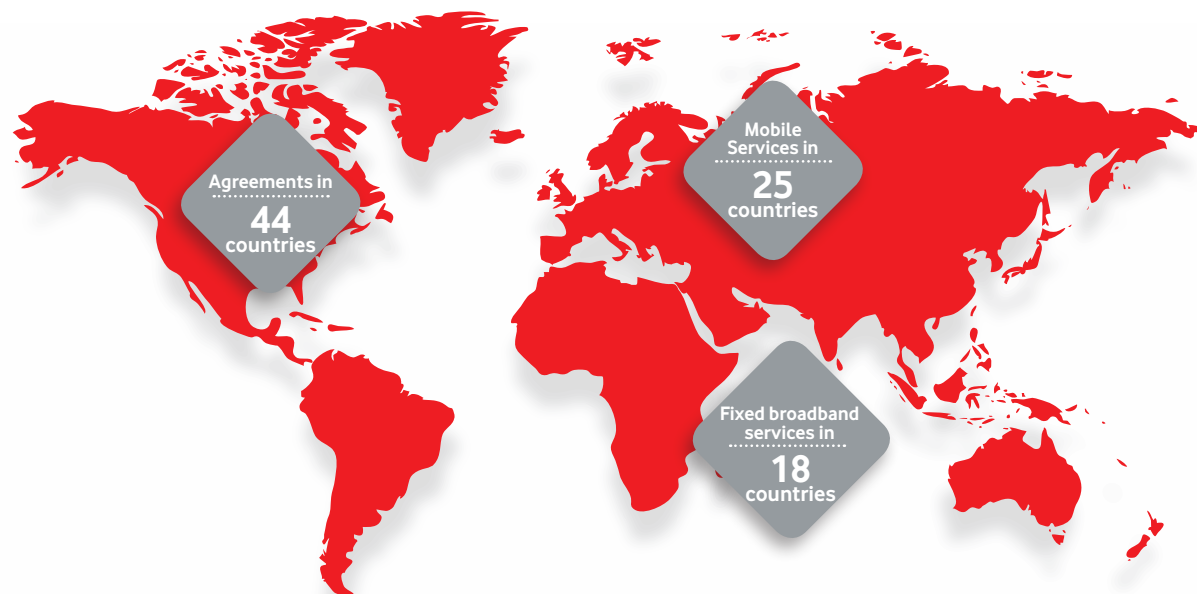 Agreements in
44
countries
Mobile
Services in
25
countries
Fixed broadband
services in
18
countries